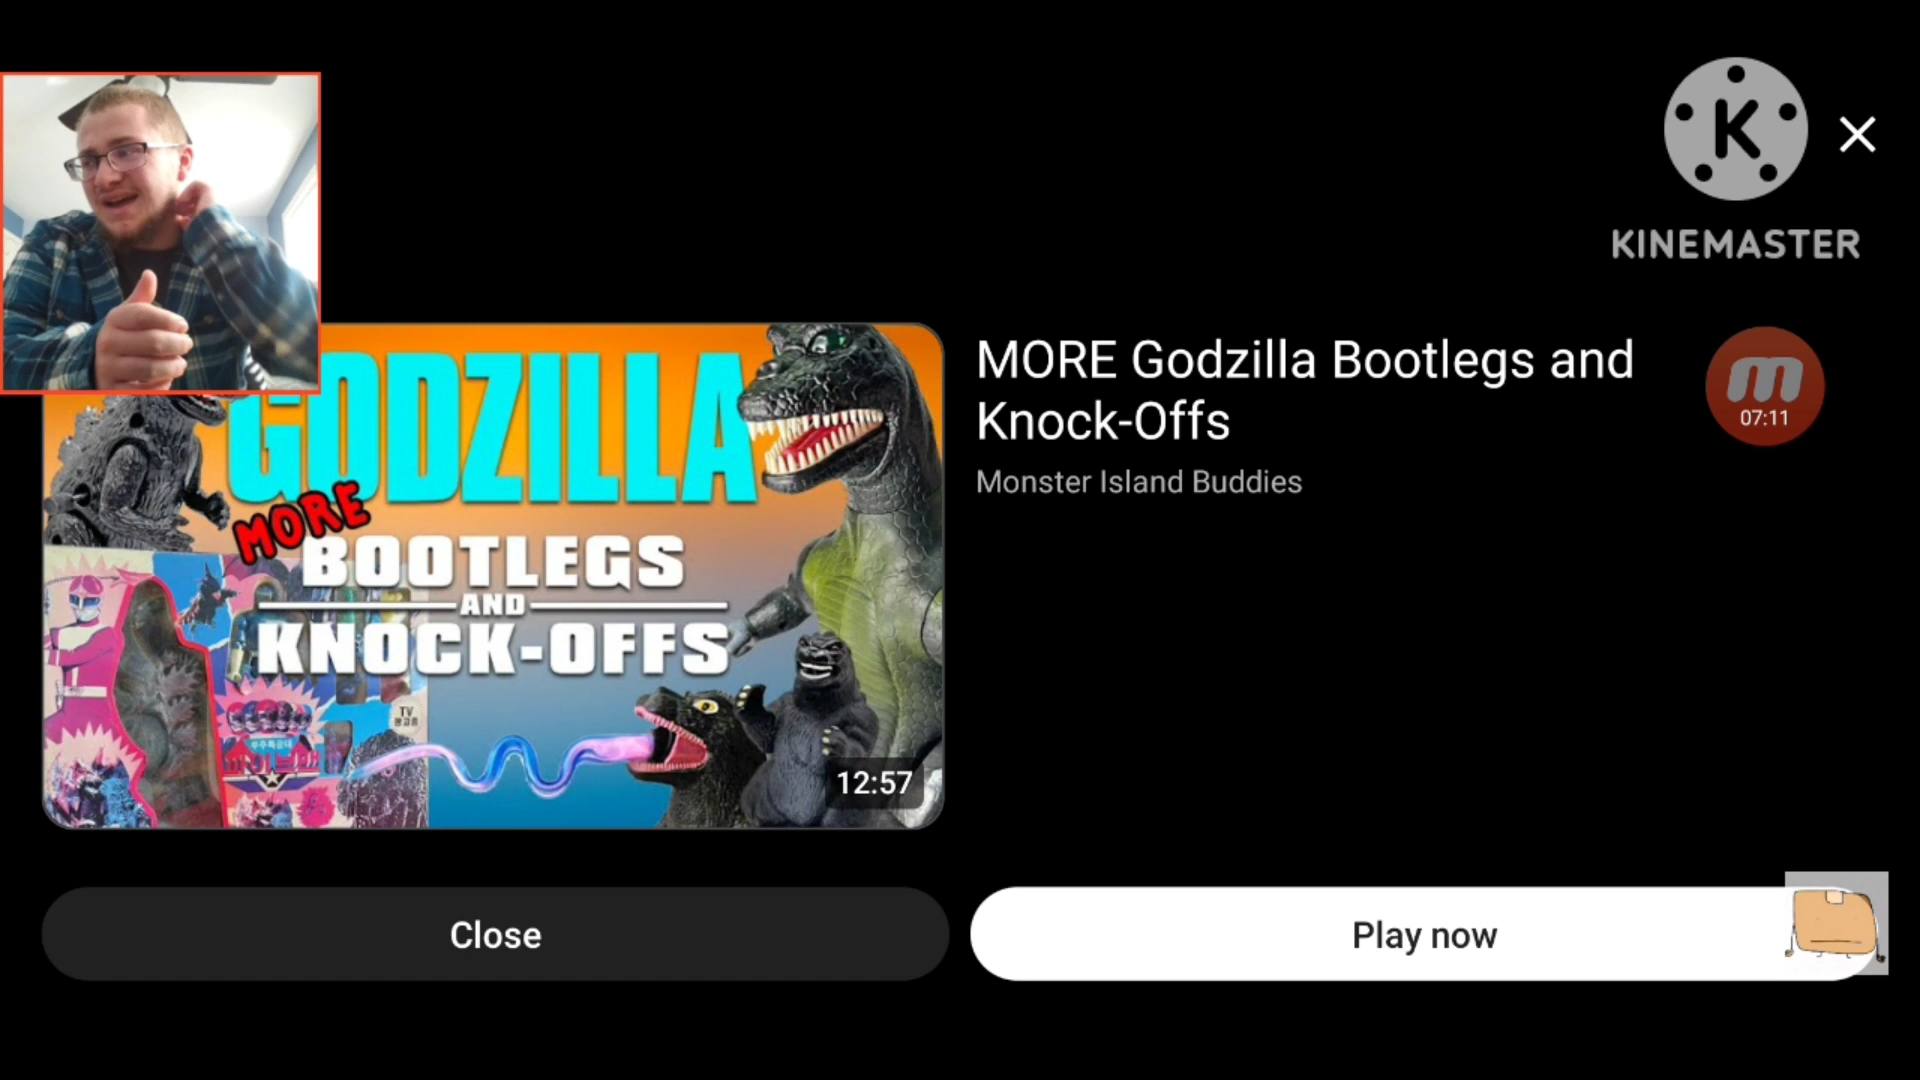 K
KINEMASTER
GODZILLA
MORE
BOOTLEGS
AND
KNOCK-OFFS
TV
12:57
MORE Godzilla Bootlegs and
Knock-Offs
Monster Island Buddies
m
07:11
Close
Play now